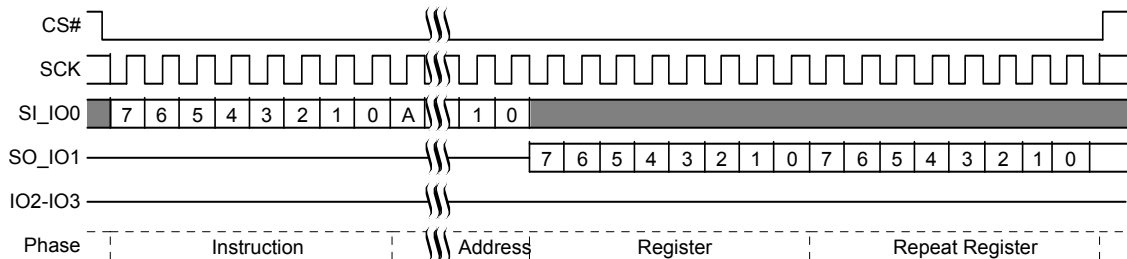 CS#
SCK
SI_IO0 7 6 5 4 3 2 1 0 A 1 0
SO_IO1 7 6 5 4 3 2 1 0 7 6 5 4 3 2 1 0
IO2-IO3
Phase Instruction Address Register Repeat Register